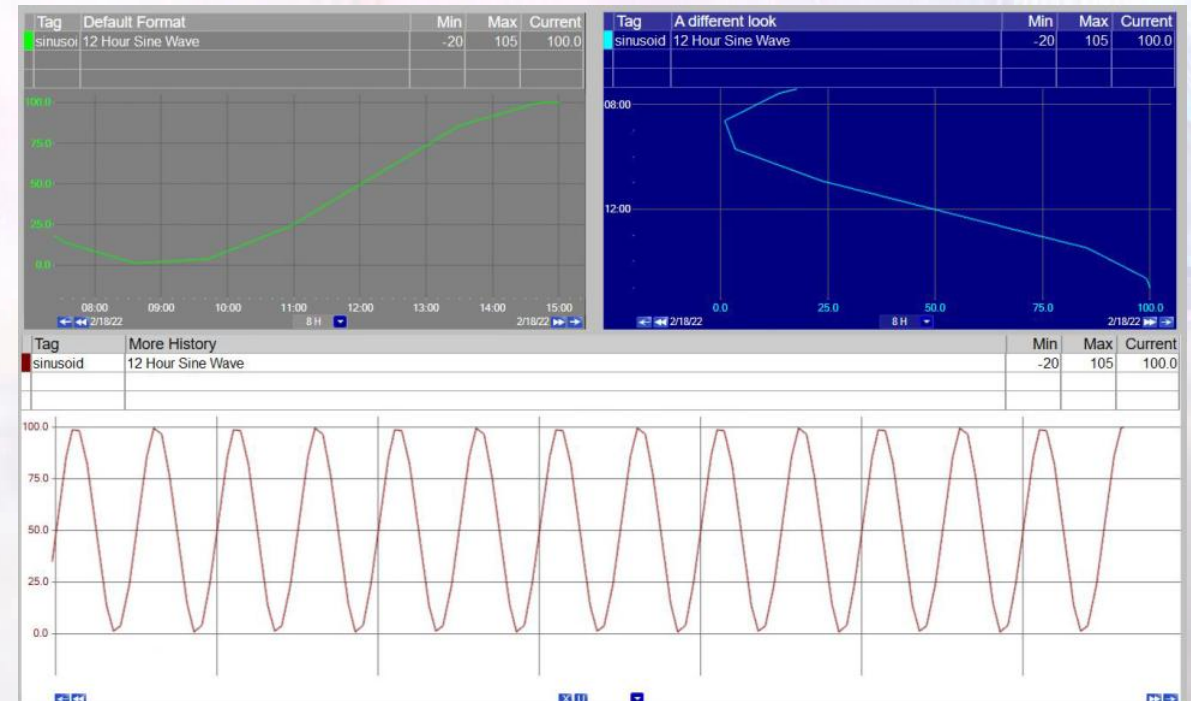 Tag Default Format Min Max Current
sinusoi 12 Hour Sine Wave -20 105 100.0
100.0
75.0
50.0
25.0
0.0
08:00 09:00 10:00 11:00 12:00 13:00 14:00 15:00
2/18/22 8 H 2/18/22
Tag A different look Min Max Current
sinusoid 12 Hour Sine Wave -20 105 100.0
08:00
12:00
0.0 25.0 50.0 75.0 100.0
2/18/22 8 H 2/18/22
Tag More History Min Max Current
sinusoid 12 Hour Sine Wave -20 105 100.0
100.0
75.0
50.0
25.0
0.0